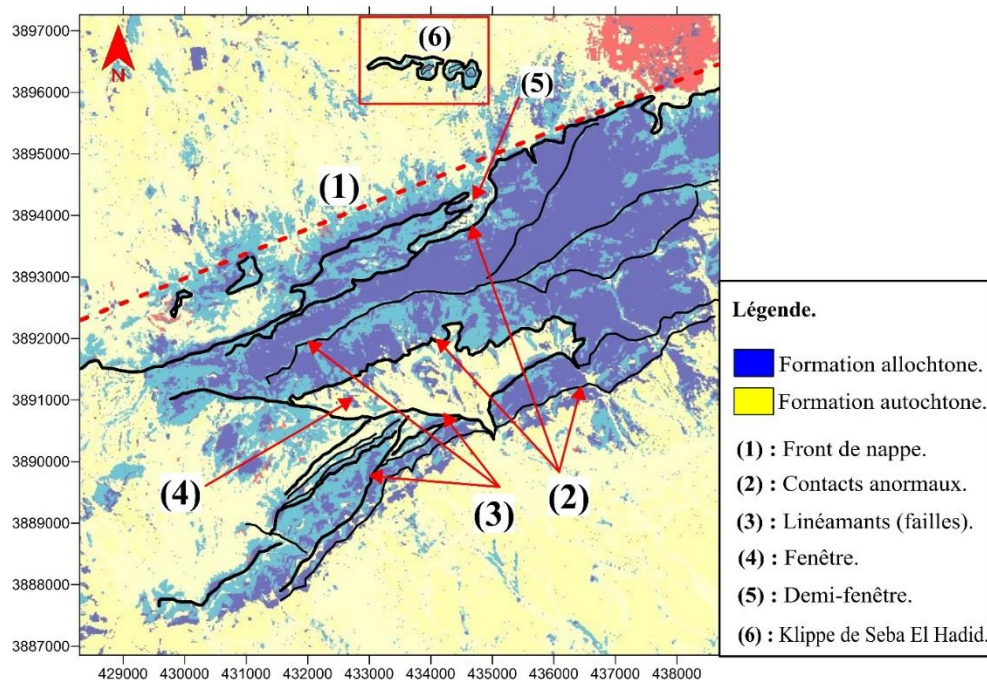 3897000
3896000
3895000
3894000
3893000
3892000
3891000
3890000
3889000
3888000
3887000
N
(6)
(5)
(1)
(4)
(3)
(2)
429000 430000 431000 432000 433000 434000 435000 436000 437000 438000
Légende.
Formation allochtone.
Formation autochtone.
(1) : Front de nappe.
(2) : Contacts anormaux.
(3) : Linéamants (failles).
(4) : Fenêtre.
(5) : Demi-fenêtre.
(6) : Klippe de Seba El Hadid.